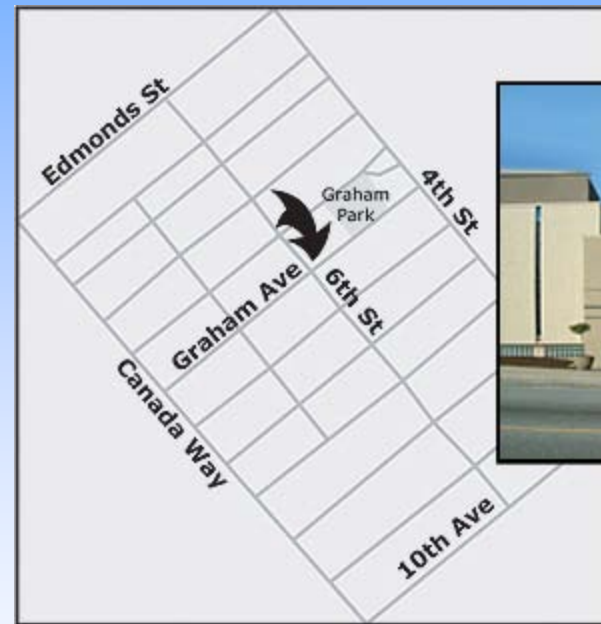 Edmonds St
Graham
Park
4th St
Graham Ave
6th St
Canada Way
10th Ave